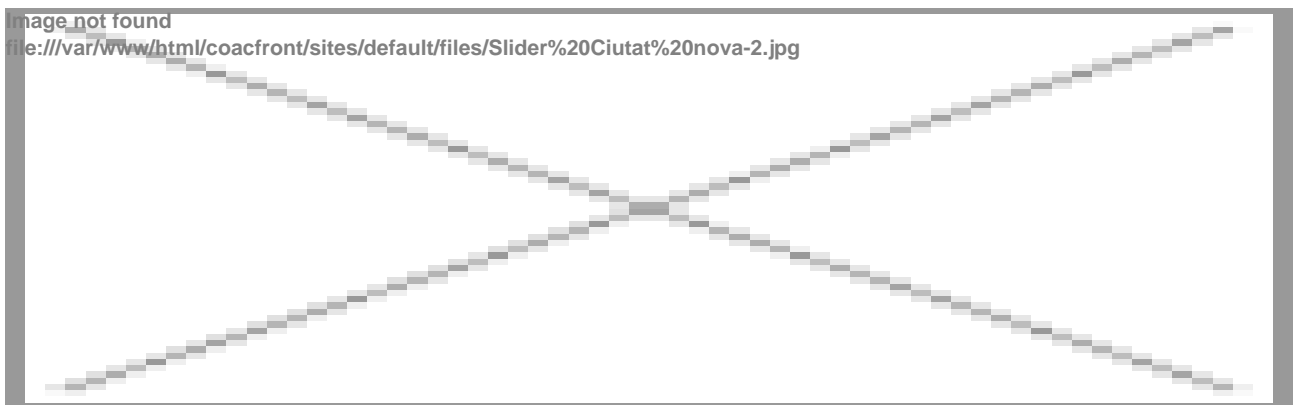 Image not found
file:///var/www/html/coacfront/sites/default/files/Slider%20Ciutat%20nova-2.jpg